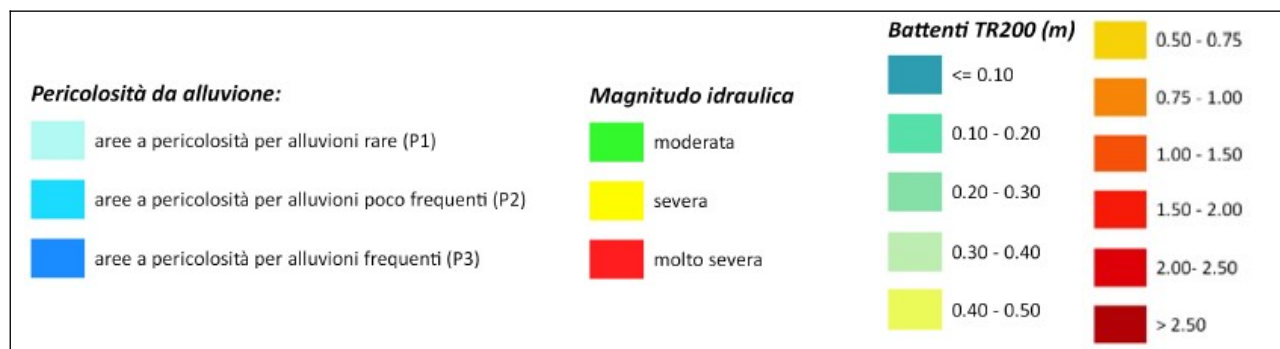 Pericolosità da alluvione:
aree a pericolosità per alluvioni rare (P1)
aree a pericolosità per alluvioni poco frequenti (P2)
aree a pericolosità per alluvioni frequenti (P3)
Magnitudo idraulica
moderata
severa
molto severa
Battenti TR200 (m)
<= 0.10
0.10 - 0.20
0.20 - 0.30
0.30 - 0.40
0.40 - 0.50
0.50 - 0.75
0.75 - 1.00
1.00 - 1.50
1.50 - 2.00
2.00- 2.50
> 2.50